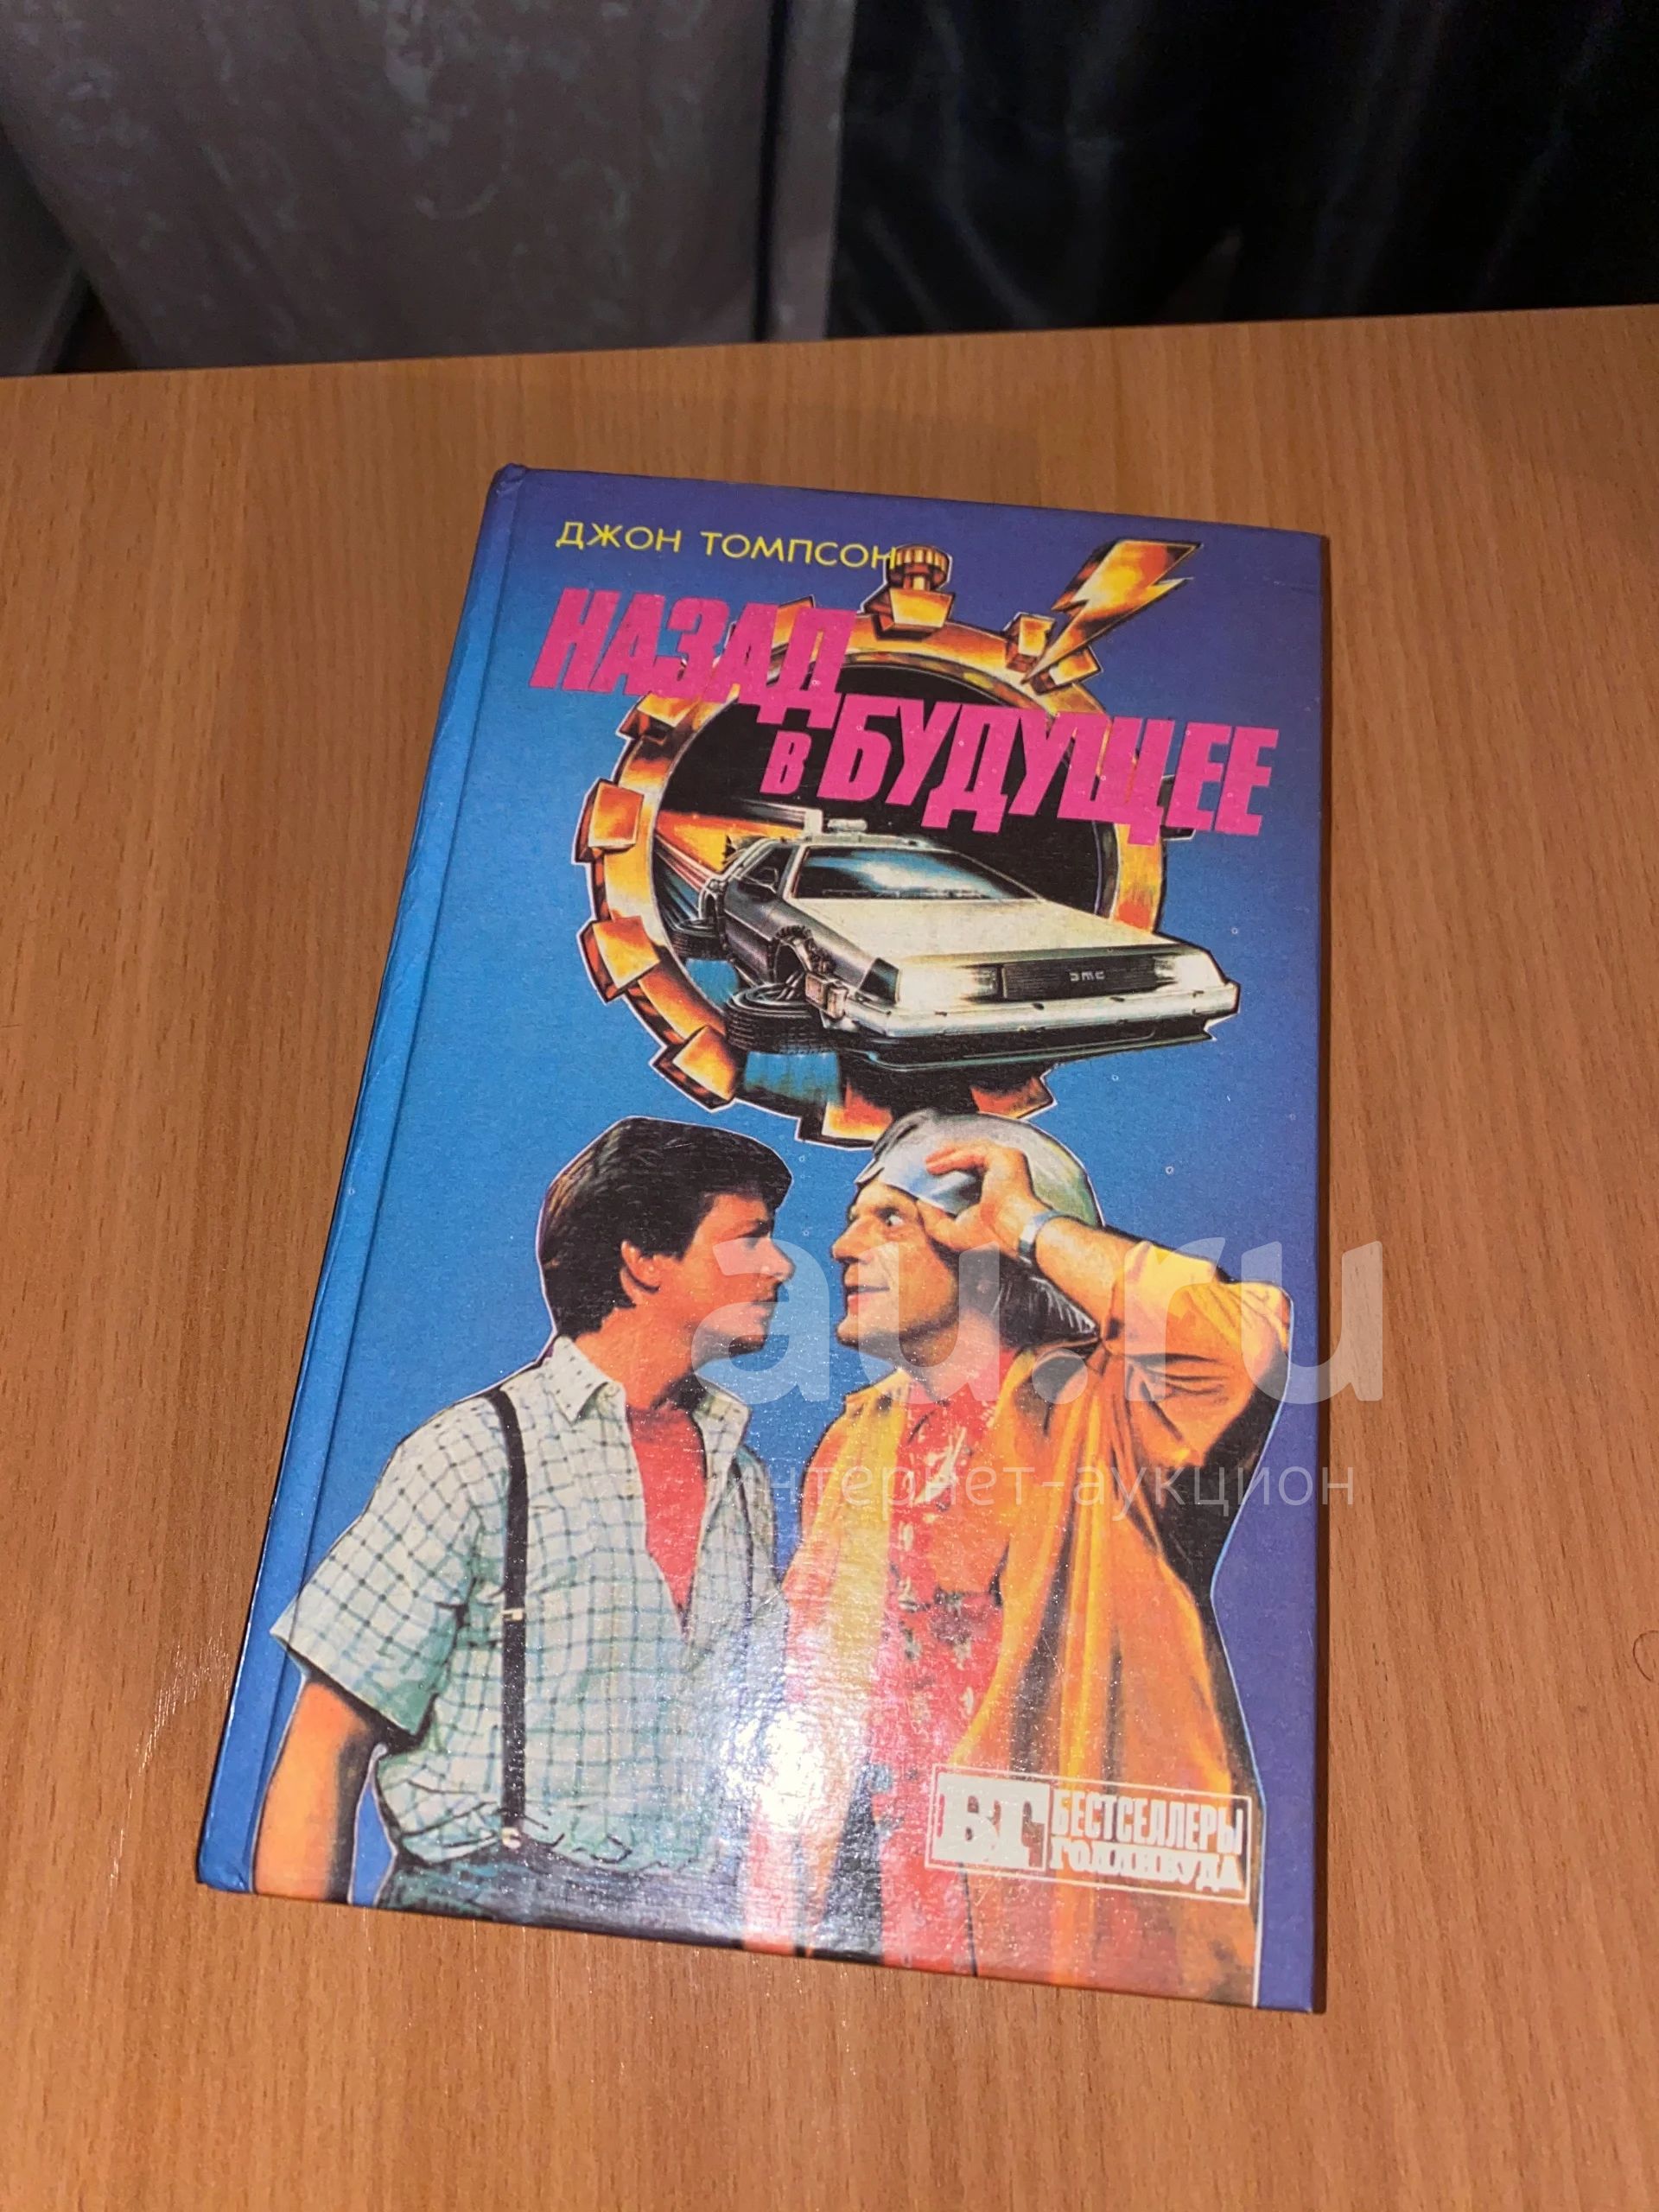 ДЖОН ТОМПСОН
НАЗАД
В БУДУЩЕЕ
DMC
au.ru
интернет-аукцион
БГ БЕСТСЕЛЛЕРЫ
ГОЛЛИВУДА